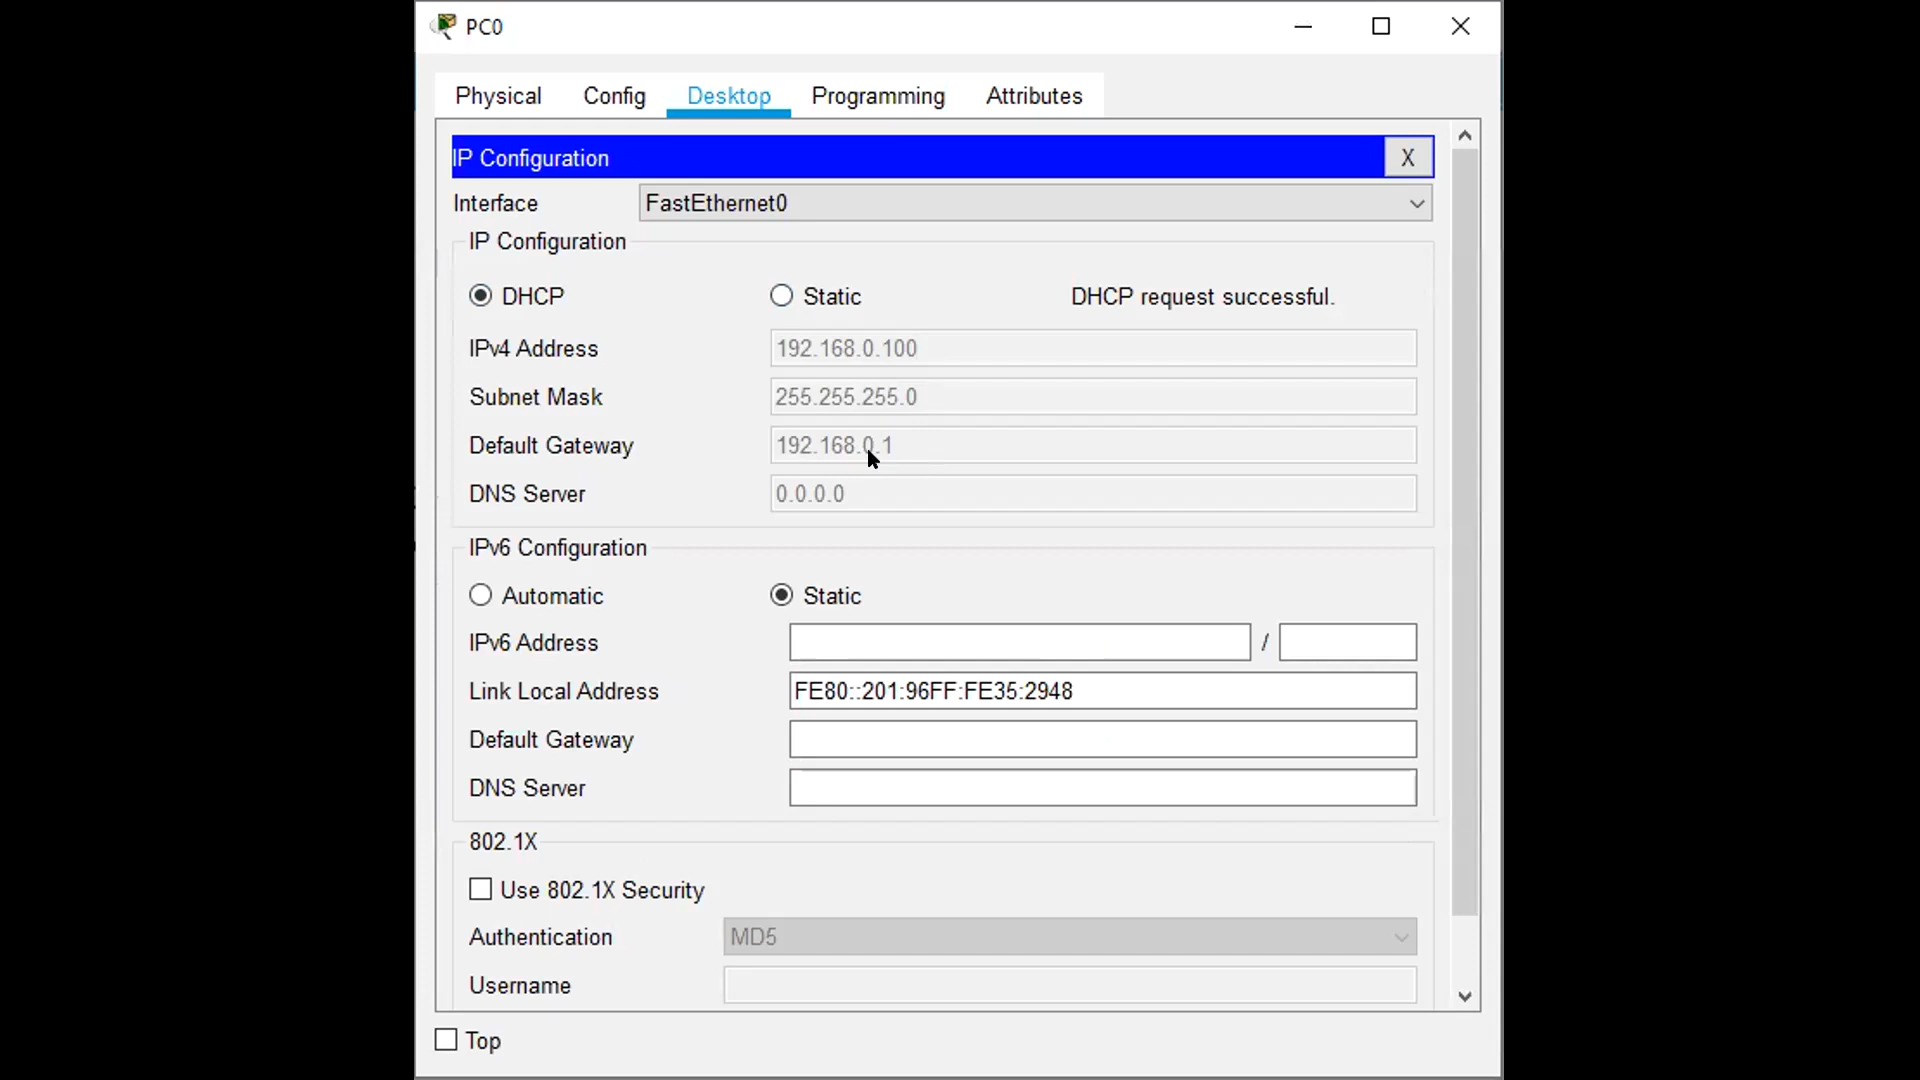 PC0
Physical Config Desktop Programming Attributes
IP Configuration X
Interface FastEthernet0
IP Configuration
DHCP Static DHCP request successful.
IPv4 Address 192.168.0.100
Subnet Mask 255.255.255.0
Default Gateway 192.168.0.1
DNS Server 0.0.0.0
IPv6 Configuration
Automatic Static
IPv6 Address /
Link Local Address FE80::201:96FF:FE35:2948
Default Gateway
DNS Server
802.1X
Use 802.1X Security
Authentication MD5
Username
Top